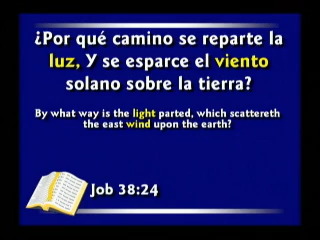 ¿Por qué camino se reparte la
luz, Y se esparce el viento
solano sobre la tierra?
By what way is the light parted, which scattereth
the east wind upon the earth?
Job 38:24